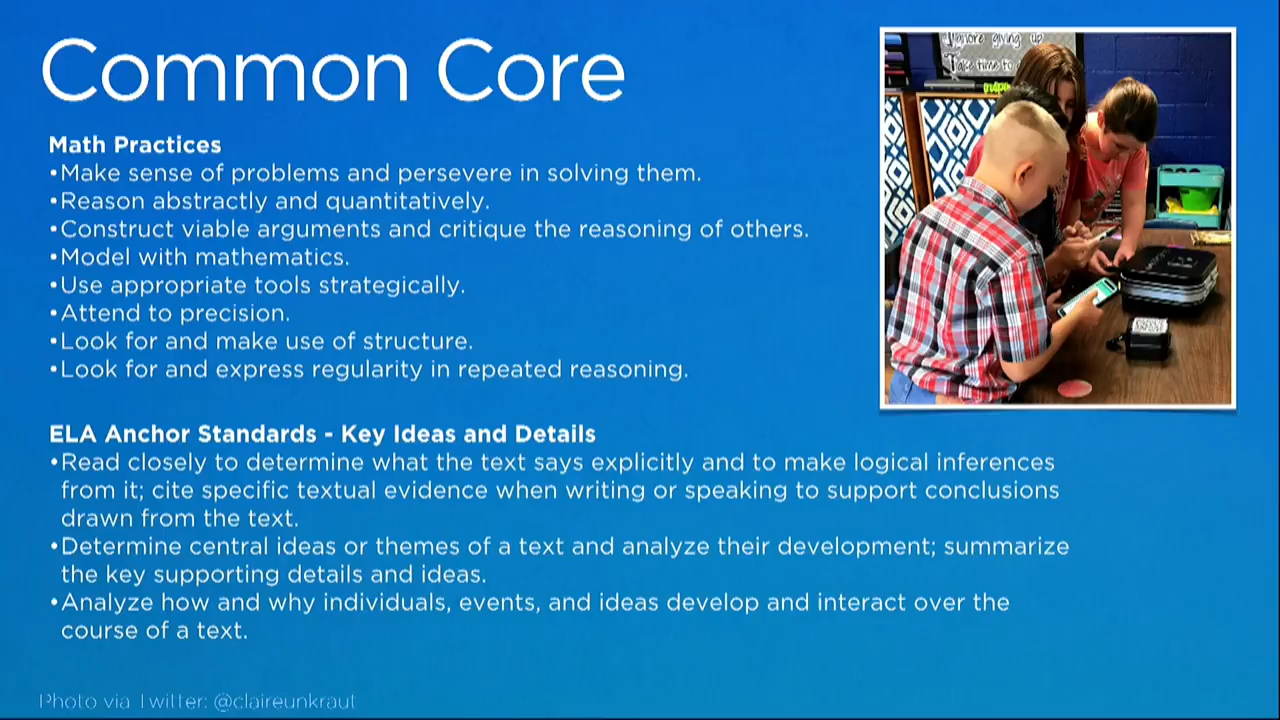 Common Core
Math Practices
•Make sense of problems and persevere in solving them.
•Reason abstractly and quantitatively.
•Construct viable arguments and critique the reasoning of others.
•Model with mathematics.
•Use appropriate tools strategically.
•Attend to precision.
•Look for and make use of structure.
•Look for and express regularity in repeated reasoning.
ELA Anchor Standards - Key Ideas and Details
•Read closely to determine what the text says explicitly and to make logical inferences
from it; cite specific textual evidence when writing or speaking to support conclusions
drawn from the text.
•Determine central ideas or themes of a text and analyze their development; summarize
the key supporting details and ideas.
•Analyze how and why individuals, events, and ideas develop and interact over the
course of a text.
Photo via Twitter: @claireunkraut
giving up
Take time to